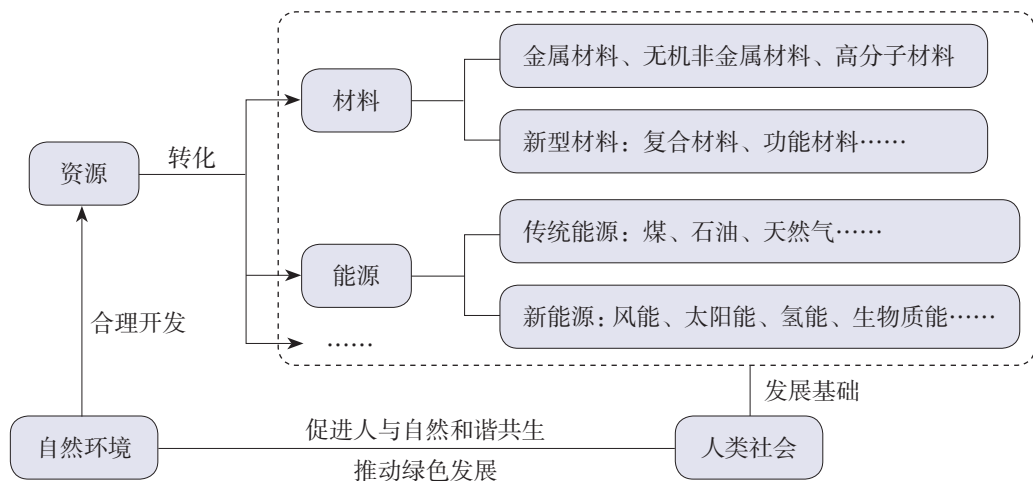 金属材料、无机非金属材料、高分子材料
材料
新型材料：复合材料、功能材料……
转化
资源
传统能源：煤、石油、天然气……
能源
新能源：风能、太阳能、氢能、生物质能……
合理开发
……
发展基础
促进人与自然和谐共生
自然环境
人类社会
推动绿色发展